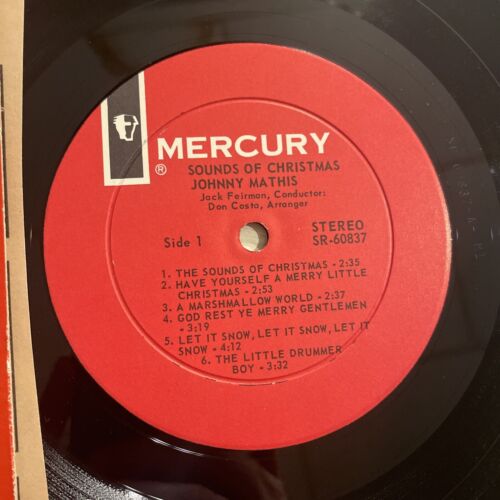 MERCURY
®
SOUNDS OF CHRISTMAS
JOHNNY MATHIS
Jack Feirman, Conductor:
Don Costa, Arranger
Side 1
STEREO
SR-60837
1. THE SOUNDS OF CHRISTMAS - 2:35
2. HAVE YOURSELF A MERRY LITTLE
CHRISTMAS - 2:53
3. A MARSHMALLOW WORLD - 2:37
4. GOD REST YE MERRY GENTLEMEN
- 3:19
5. LET IT SNOW, LET IT SNOW, LET IT
SNOW - 4:12
6. THE LITTLE DRUMMER
BOY - 3:32